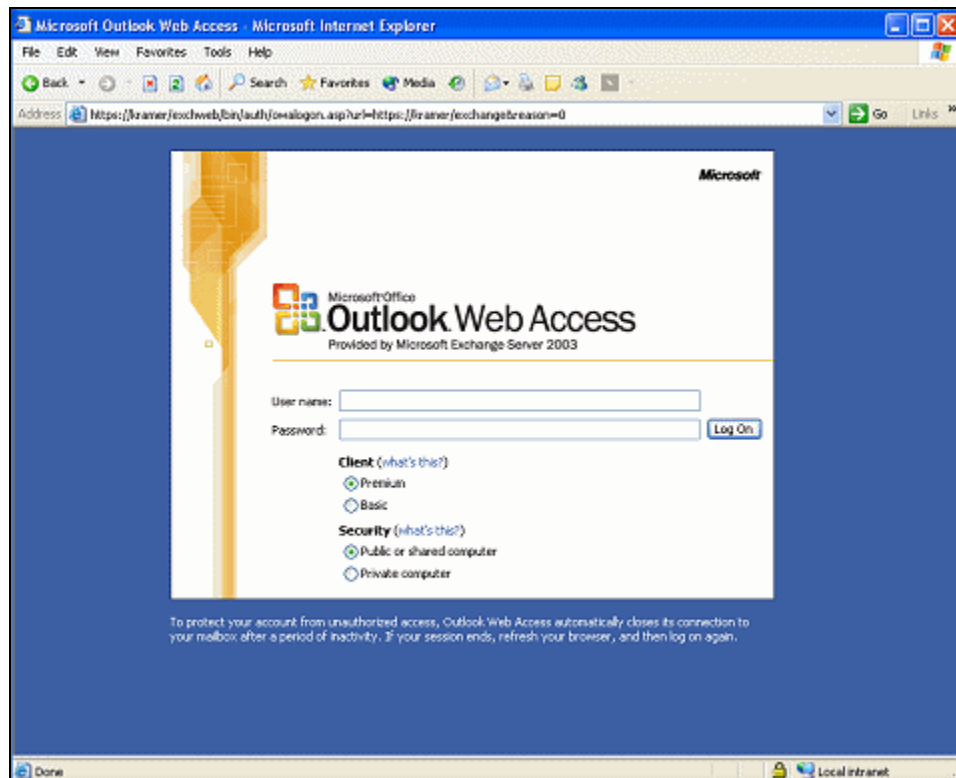 Microsoft Outlook Web Access - Microsoft Internet Explorer
File Edit View Favorites Tools Help
Back Search Favorites Media
Address https://kramer/exchweb/bin/auth/owalogon.asp?url=https://kramer/exchange&reason=0 Go Links »
Microsoft
Microsoft Office
Outlook Web Access
Provided by Microsoft Exchange Server 2003
User name:
Password: Log On
Client (what's this?)
Premium
Basic
Security (what's this?)
Public or shared computer
Private computer
To protect your account from unauthorized access, Outlook Web Access automatically closes its connection to
your mailbox after a period of inactivity. If your session ends, refresh your browser, and then log on again.
Done Local intranet